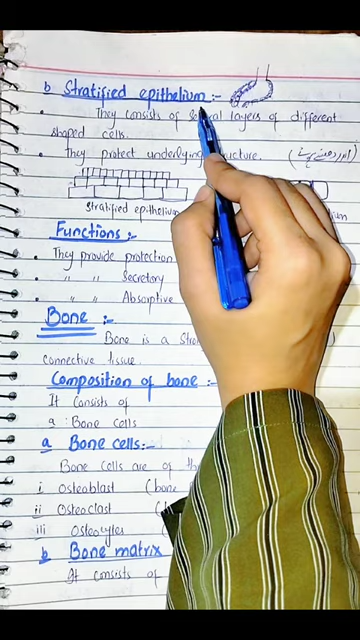 b Stratified epithelium :-
• They consists of layers of different
shaped cells.
• They protect underlying structure.
Stratified epithelium
Functions :-
• They provide protection
• " " Secretory
• " " Absorptive
Bone :-
Bone is a
connective tissue.
Composition of bone :-
It consists of
a: Bone cells
a Bone cells:-
Bone cells are of
i Osteoblast (bone
ii Osteoclast (
iii Osteocytes (
b Bone matrix
It consists of